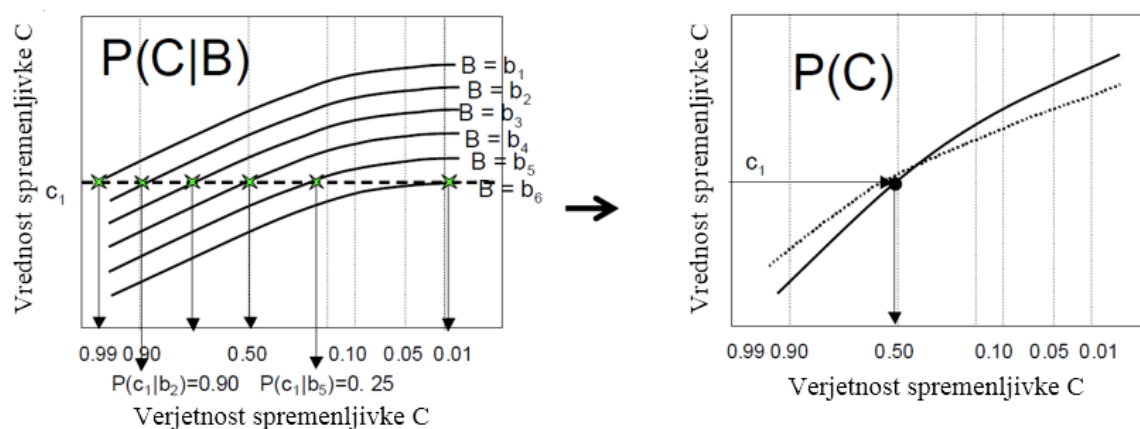 Vrednost spremenljivke C
P(C|B)
B = b1
B = b2
B = b3
B = b4
B = b5
B = b6
c1
0.99 0.90 0.50 0.10 0.05 0.01
P(c1|b2)=0.90 P(c1|b5)=0. 25
Verjetnost spremenljivke C
Vrednost spremenljivke C
P(C)
c1
0.99 0.90 0.50 0.10 0.05 0.01
Verjetnost spremenljivke C